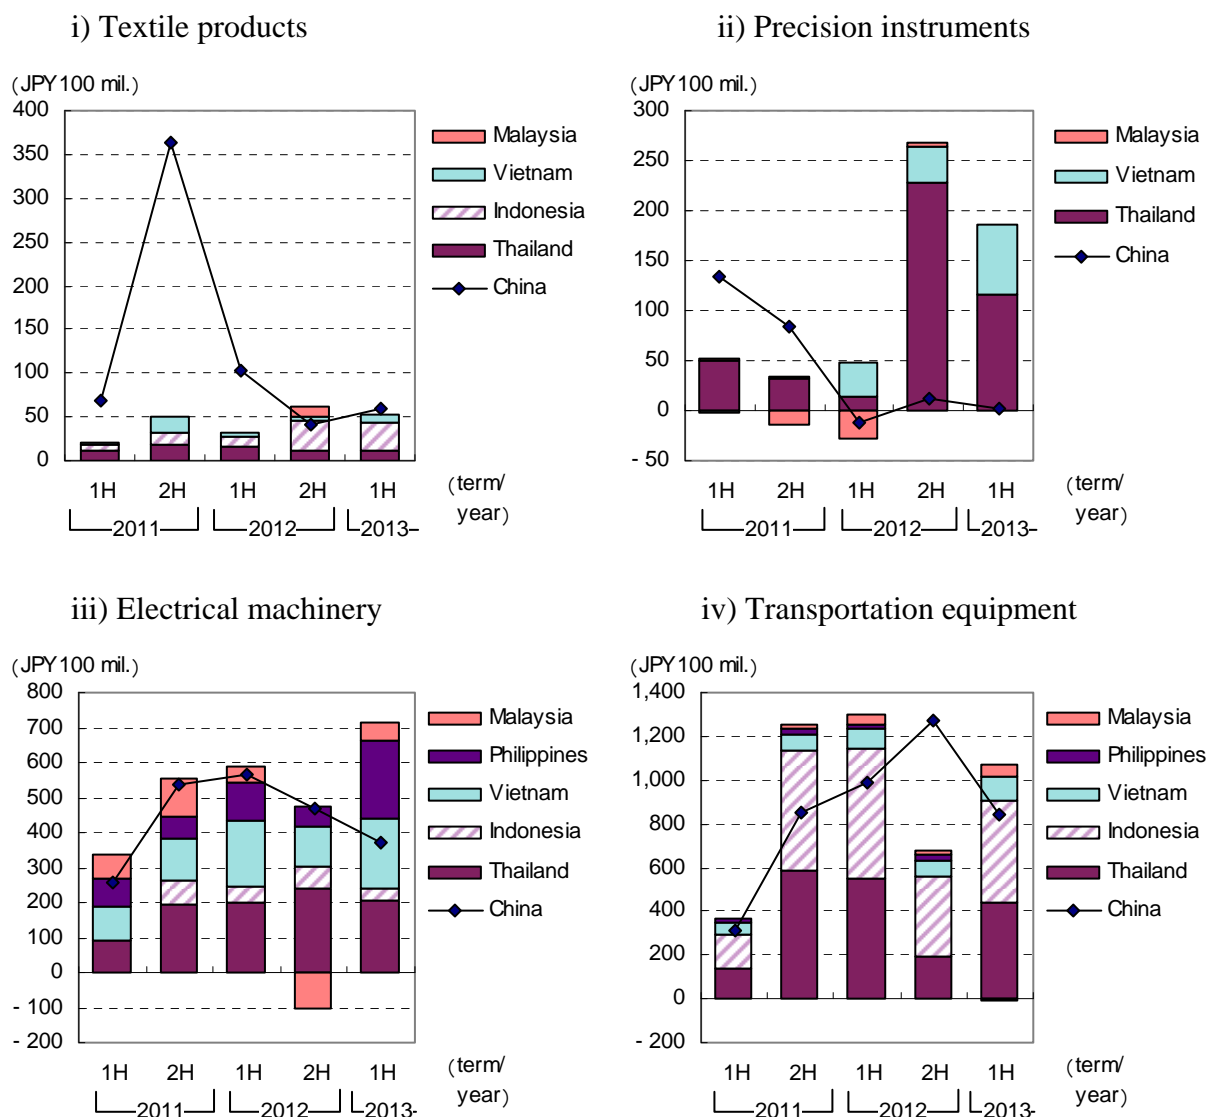 i) Textile products
(JPY100 mil.)
400
350
300
250
200
150
100
50
0
1H 2H 1H 2H 1H
2011 2012 2013
(term/
year)
Malaysia
Vietnam
Indonesia
Thailand
China
ii) Precision instruments
(JPY100 mil.)
300
250
200
150
100
50
0
- 50
1H 2H 1H 2H 1H
2011 2012 2013
(term/
year)
Malaysia
Vietnam
Thailand
China
iii) Electrical machinery
(JPY100 mil.)
800
700
600
500
400
300
200
100
0
- 100
- 200
1H 2H 1H 2H 1H
2011 2012 2013
(term/
year)
Malaysia
Philippines
Vietnam
Indonesia
Thailand
China
iv) Transportation equipment
(JPY100 mil.)
1,400
1,200
1,000
800
600
400
200
0
- 200
1H 2H 1H 2H 1H
2011 2012 2013
(term/
year)
Malaysia
Philippines
Vietnam
Indonesia
Thailand
China